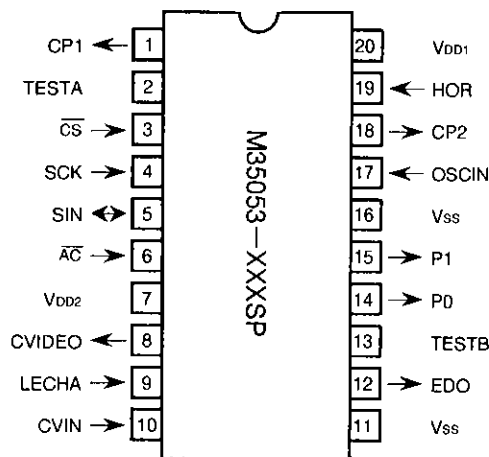 CP1 1 20 VDD1
TESTA 2 19 HOR
CS 3 18 CP2
SCK 4 17 OSCIN
SIN 5 16 Vss
AC 6 15 P1
VDD2 7 14 P0
CVIDEO 8 13 TESTB
LECHA 9 12 EDO
CVIN 10 11 Vss
M35053-XXXSP